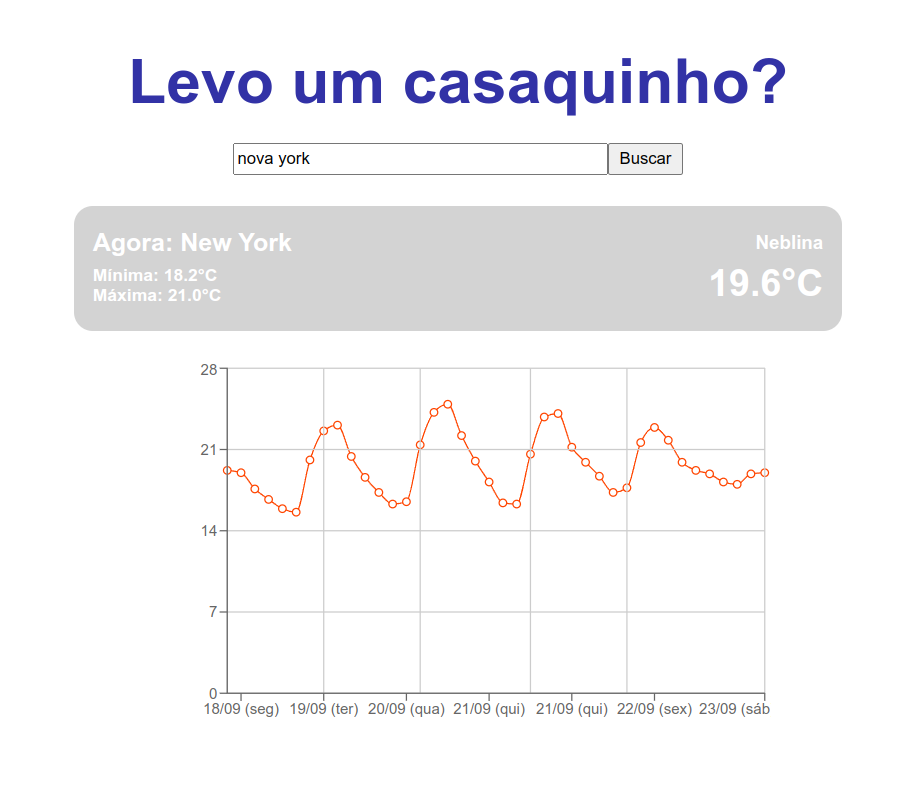 Levo um casaquinho?
nova york
Buscar
Agora: New York
Neblina
Mínima: 18.2°C
Máxima: 21.0°C
19.6°C
28
21
14
7
0
18/09 (seg) 19/09 (ter) 20/09 (qua) 21/09 (qui) 21/09 (qui) 22/09 (sex) 23/09 (sáb